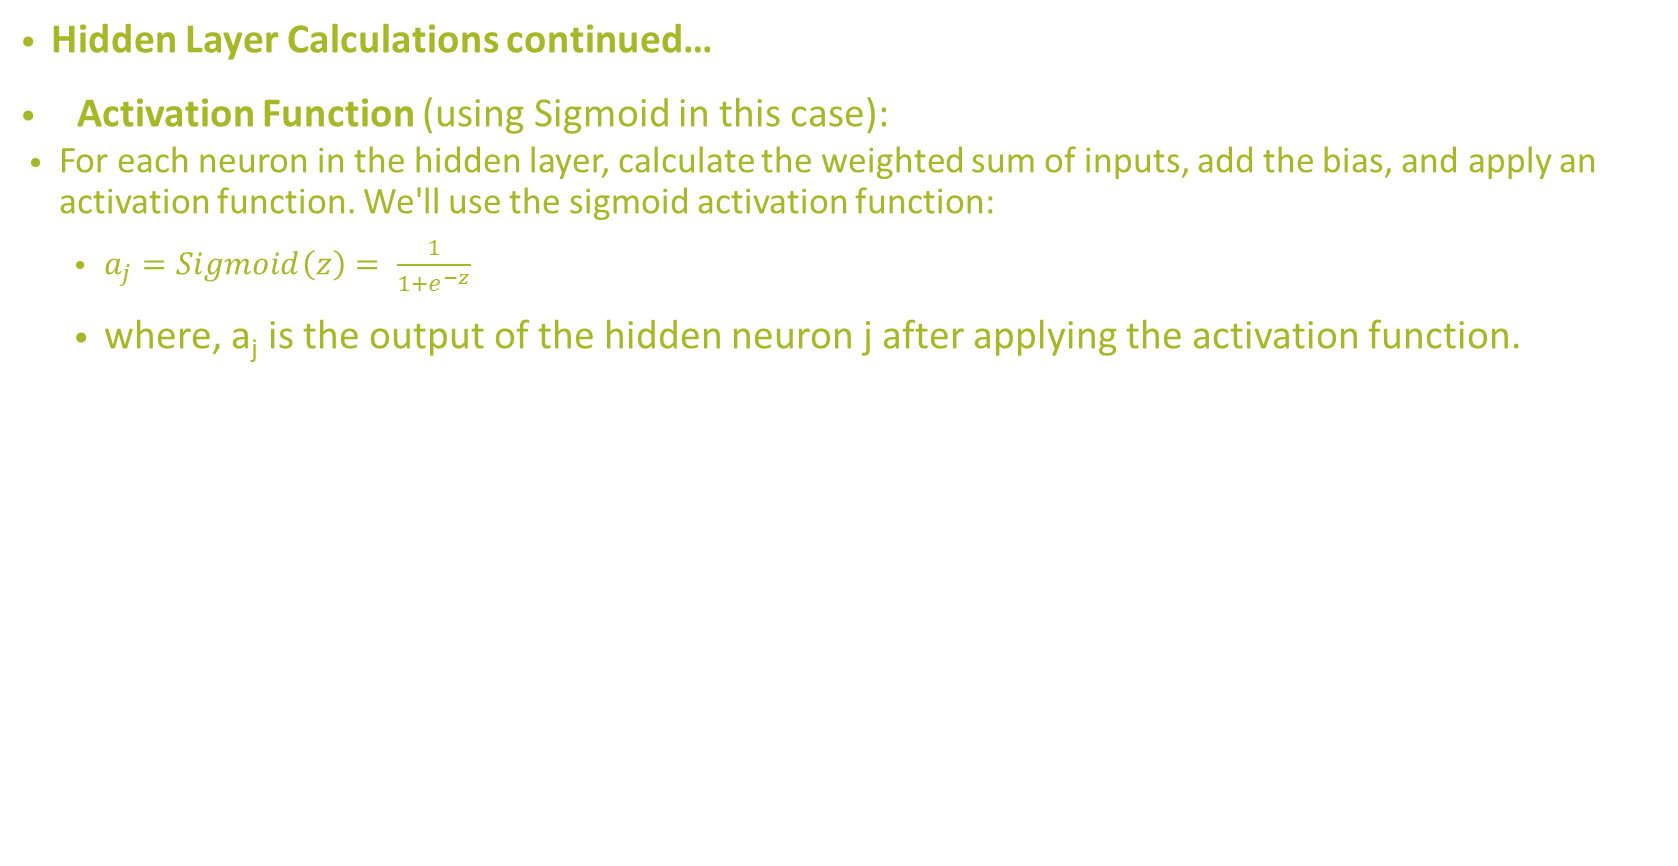 • Hidden Layer Calculations continued…
• Activation Function (using Sigmoid in this case):
• For each neuron in the hidden layer, calculate the weighted sum of inputs, add the bias, and apply an
activation function. We'll use the sigmoid activation function:
• a_j = Sigmoid(z) = 1/(1+e^{−z})
• where, a_j is the output of the hidden neuron j after applying the activation function.